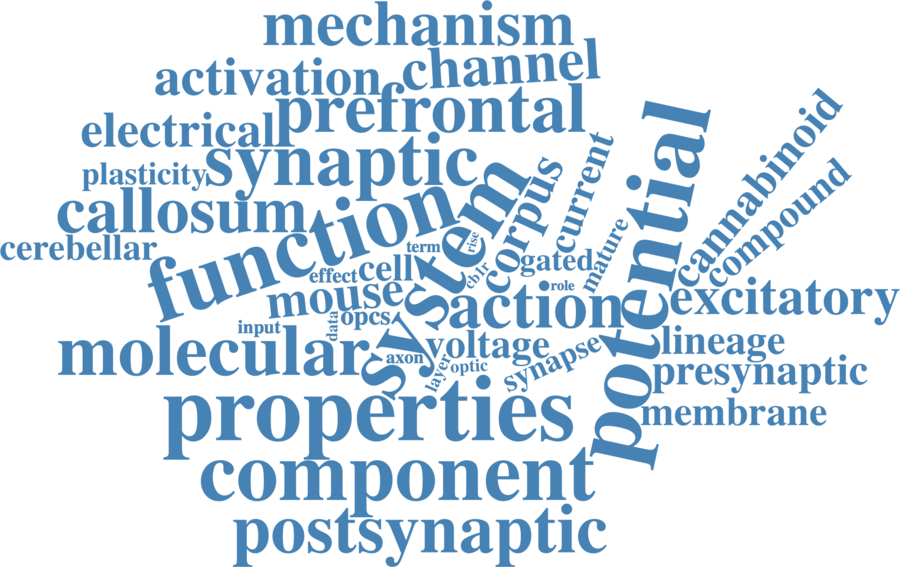 mechanism
activation
channel
prefrontal
electrical
synaptic
plasticity
callosum
cerebellar
function
system
corpus
current
potential
cannabinoid
compound
mature
rise
term
effect
cell
cb1r
gated
role
mouse
action
excitatory
data
opcs
input
molecular
axon
voltage
layer
optic
synapse
lineage
presynaptic
membrane
properties
component
postsynaptic